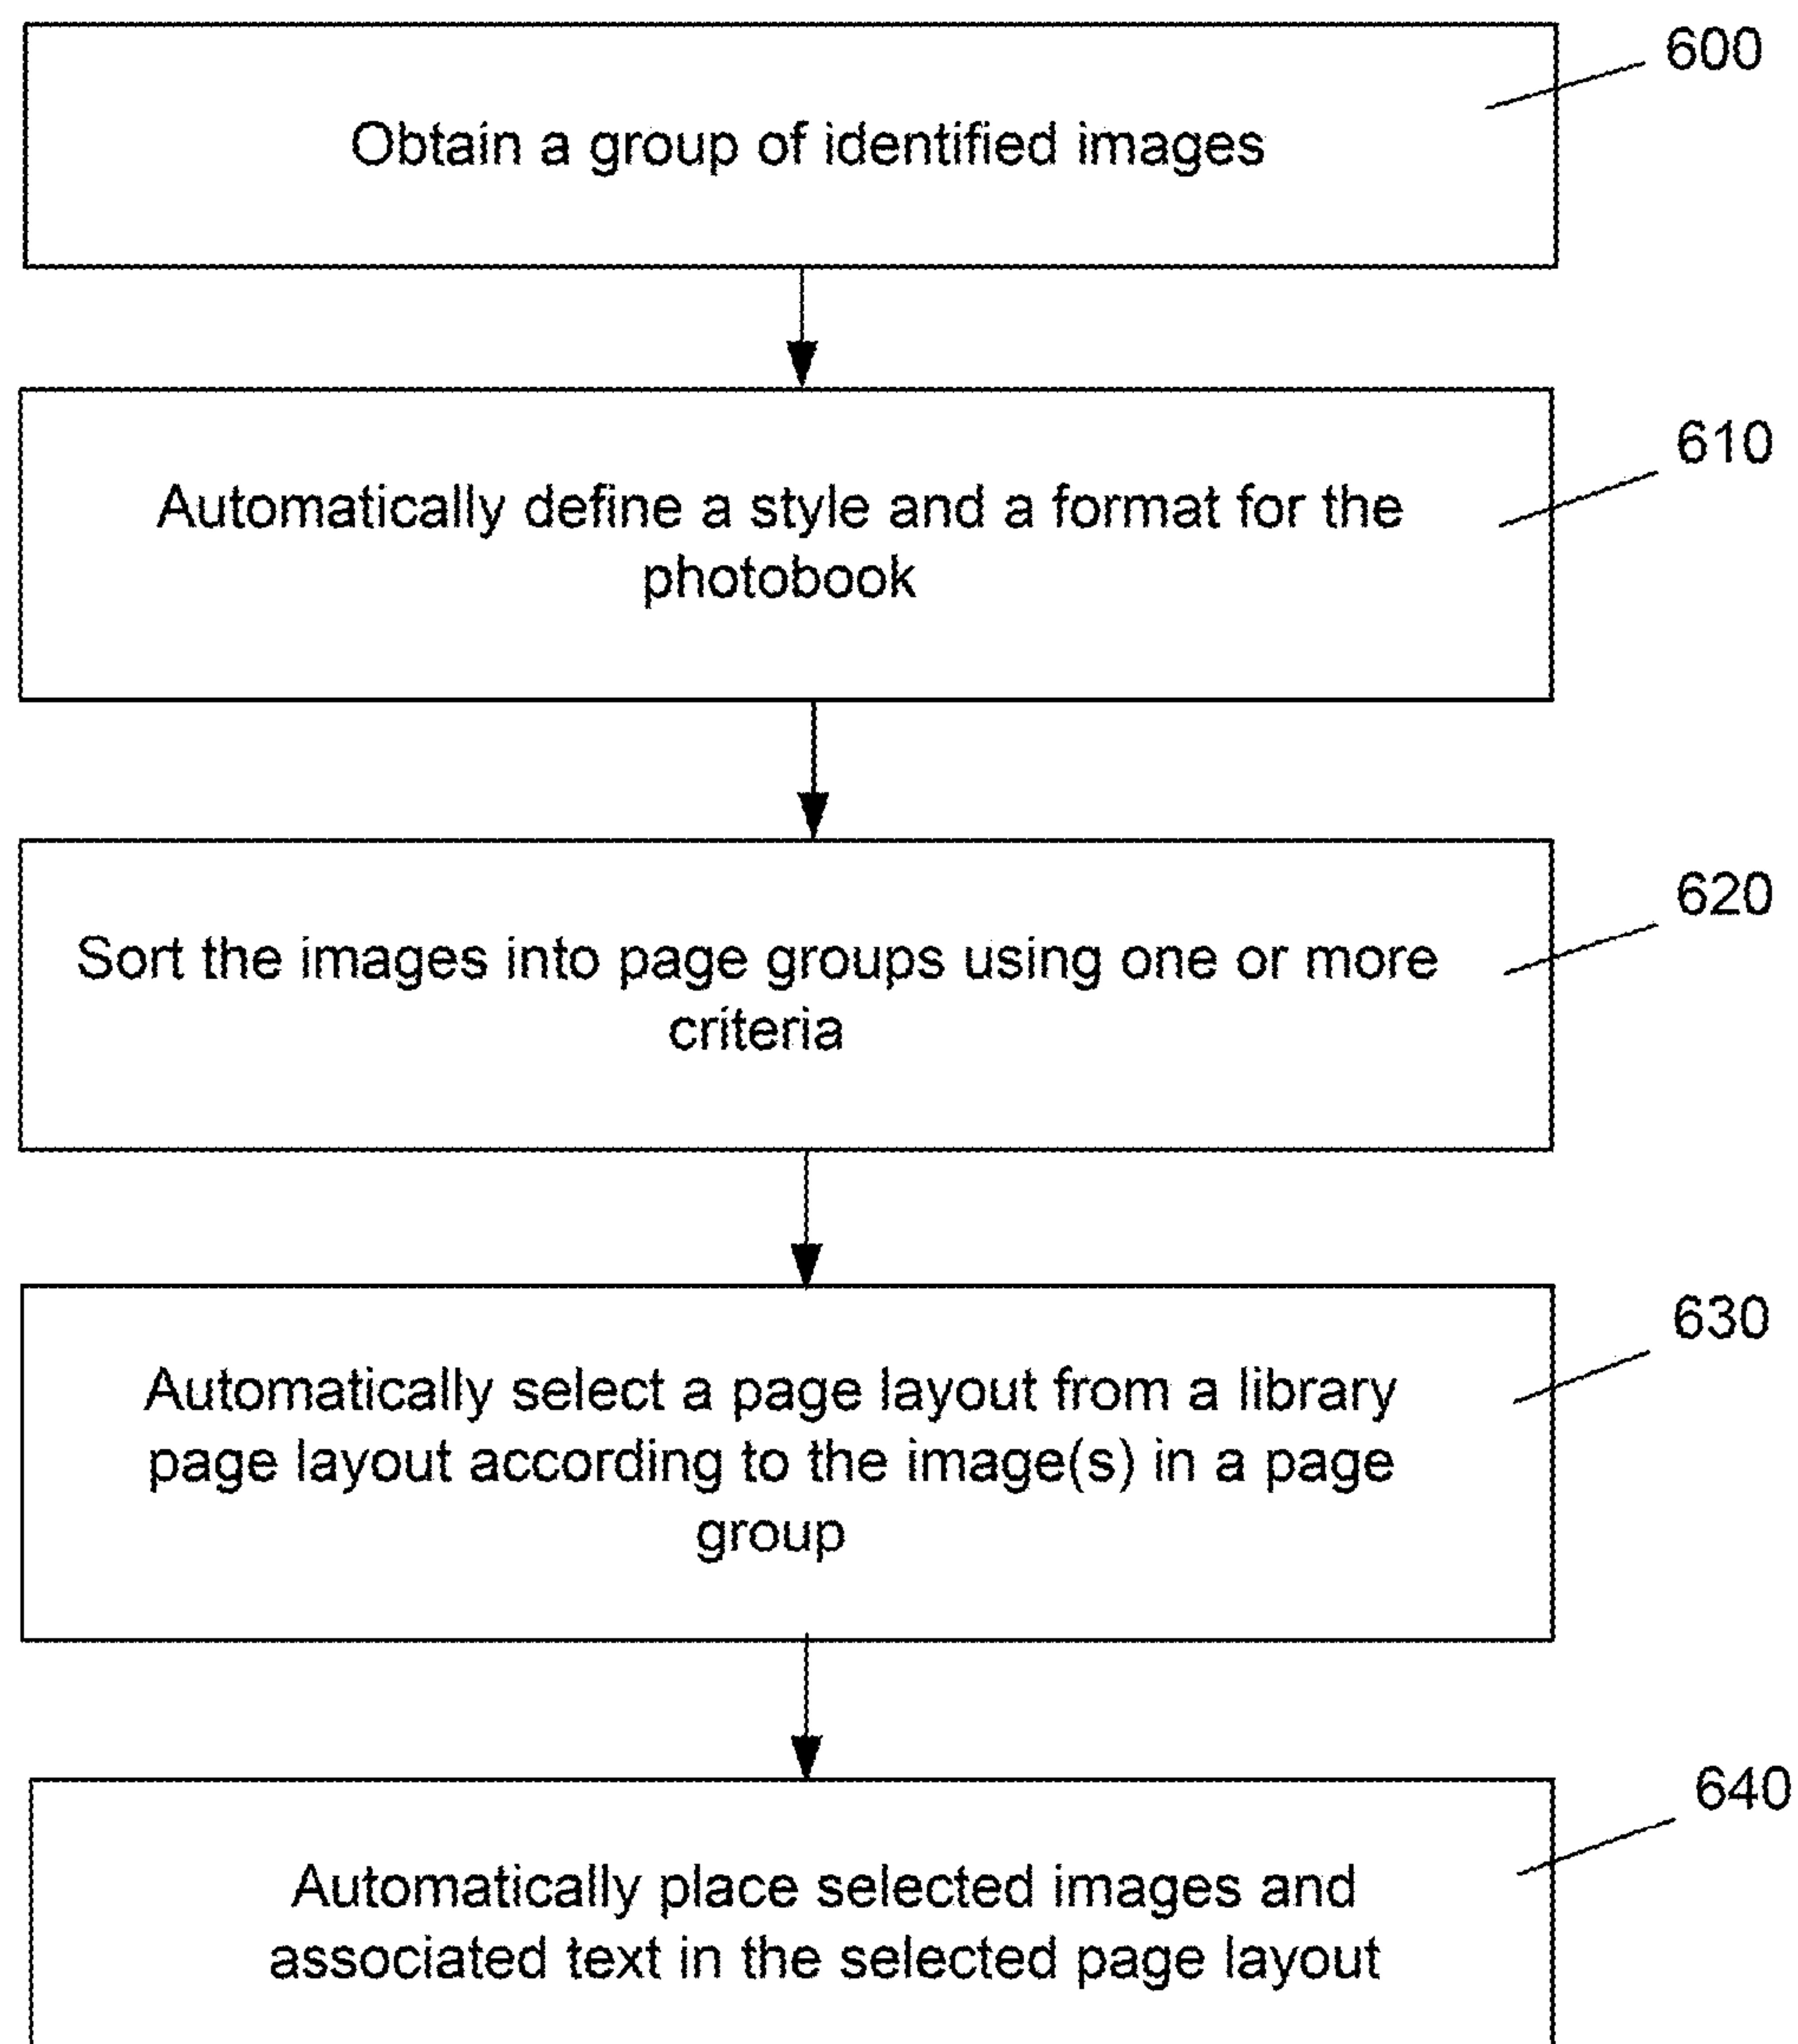 600
Obtain a group of identified images
610
Automatically define a style and a format for the
photobook
620
Sort the images into page groups using one or more
criteria
630
Automatically select a page layout from a library
page layout according to the image(s) in a page
group
640
Automatically place selected images and
associated text in the selected page layout